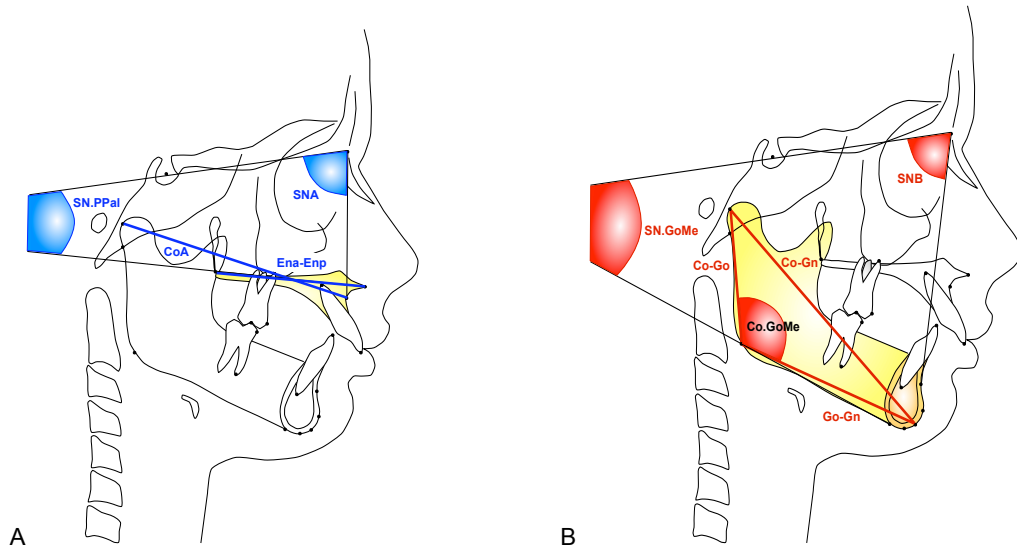 SN.PPal
SNA
CoA
Ena-Enp
A
SNB
SN.GoMe
Co-Go
Co-Gn
Co.GoMe
Go-Gn
B